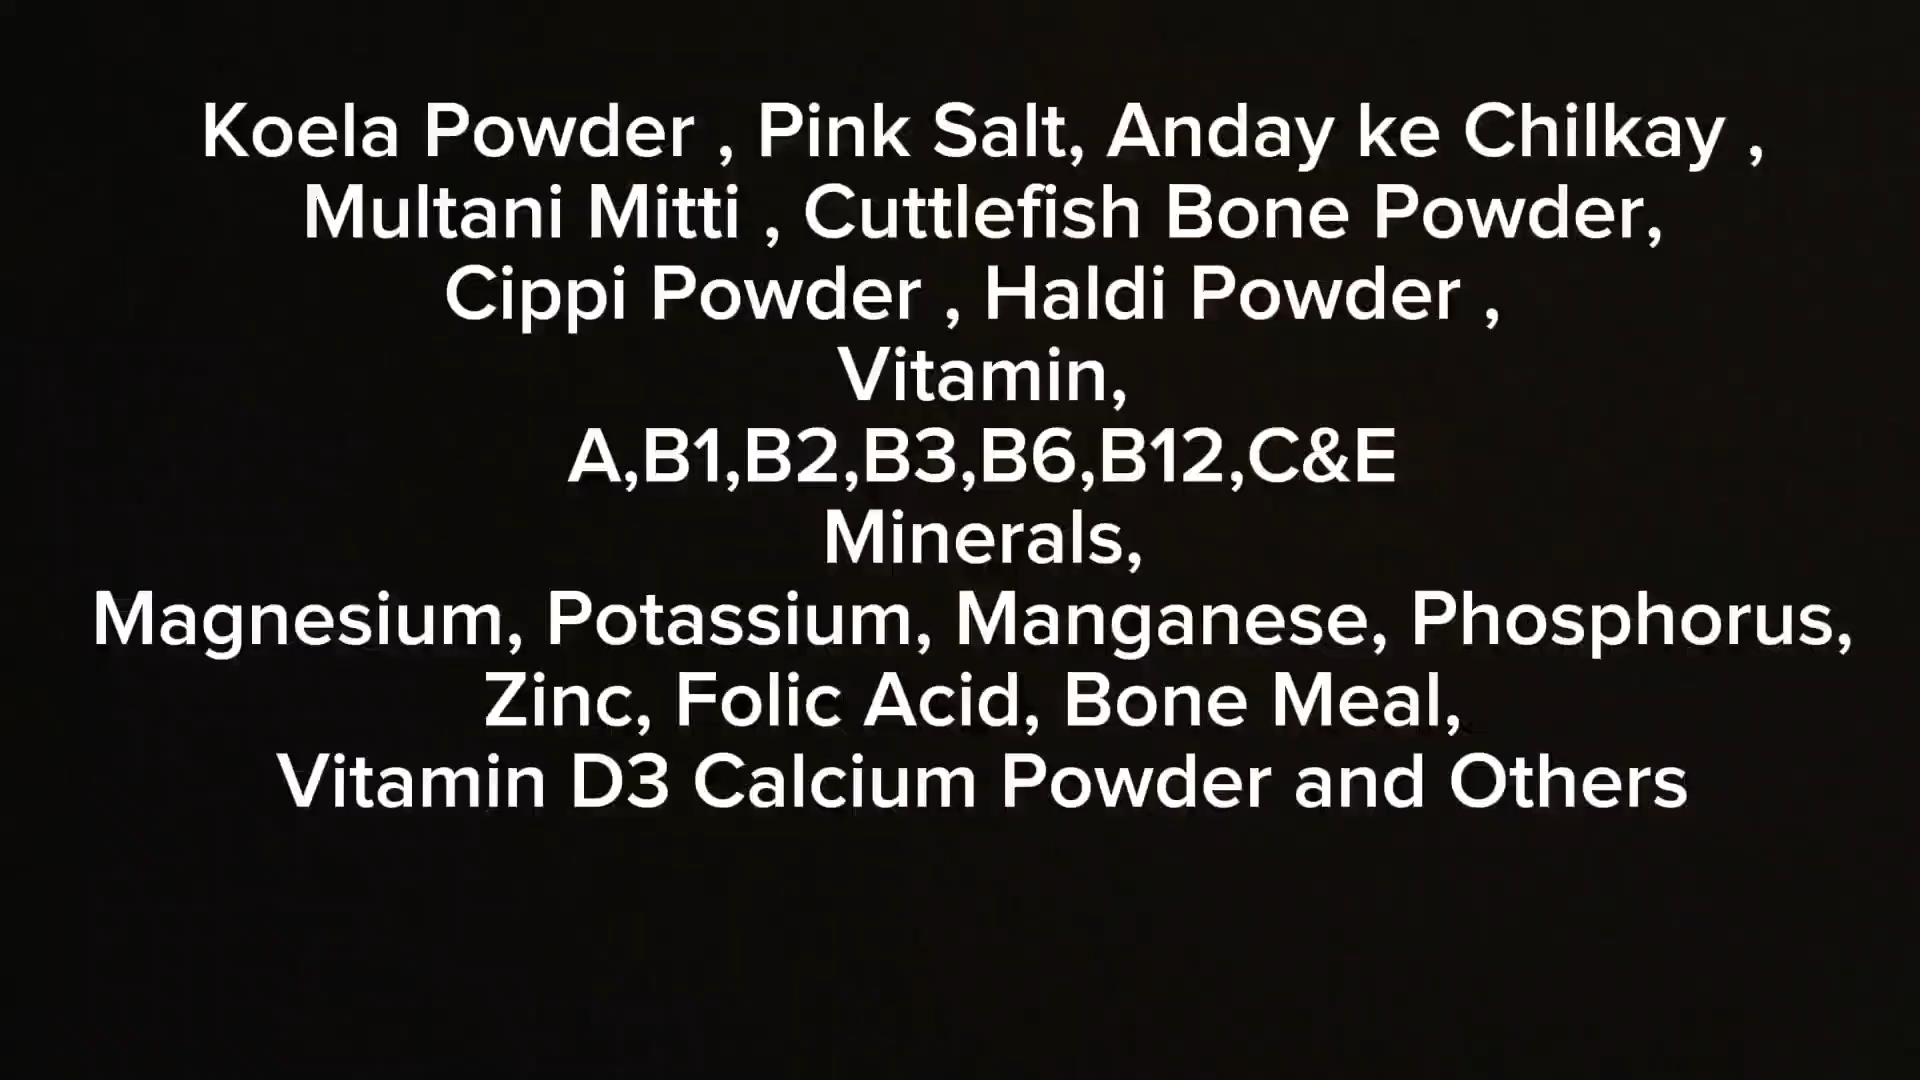 Koela Powder , Pink Salt, Anday ke Chilkay ,
Multani Mitti , Cuttlefish Bone Powder,
Cippi Powder , Haldi Powder ,
Vitamin,
A,B1,B2,B3,B6,B12,C&E
Minerals,
Magnesium, Potassium, Manganese, Phosphorus,
Zinc, Folic Acid, Bone Meal,
Vitamin D3 Calcium Powder and Others